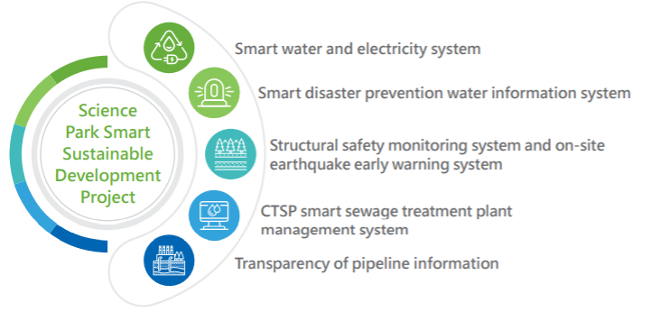 Science
Park Smart
Sustainable
Development
Project
Smart water and electricity system
Smart disaster prevention water information system
Structural safety monitoring system and on-site
earthquake early warning system
CTSP smart sewage treatment plant
management system
Transparency of pipeline information